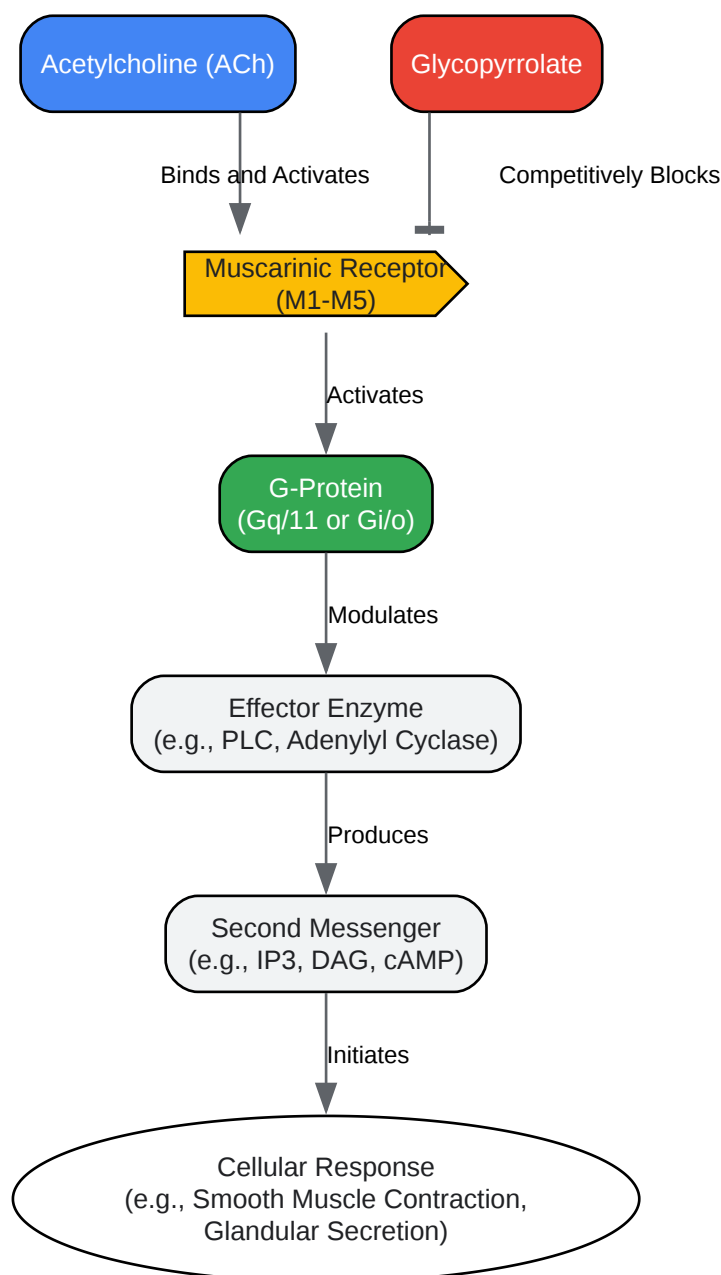 Acetylcholine (ACh)
Glycopyrrolate
Binds and Activates
Competitively Blocks
Muscarinic Receptor
(M1-M5)
Activates
G-Protein
(Gq/11 or Gi/o)
Modulates
Effector Enzyme
(e.g., PLC, Adenylyl Cyclase)
Produces
Second Messenger
(e.g., IP3, DAG, cAMP)
Initiates
Cellular Response
(e.g., Smooth Muscle Contraction,
Glandular Secretion)